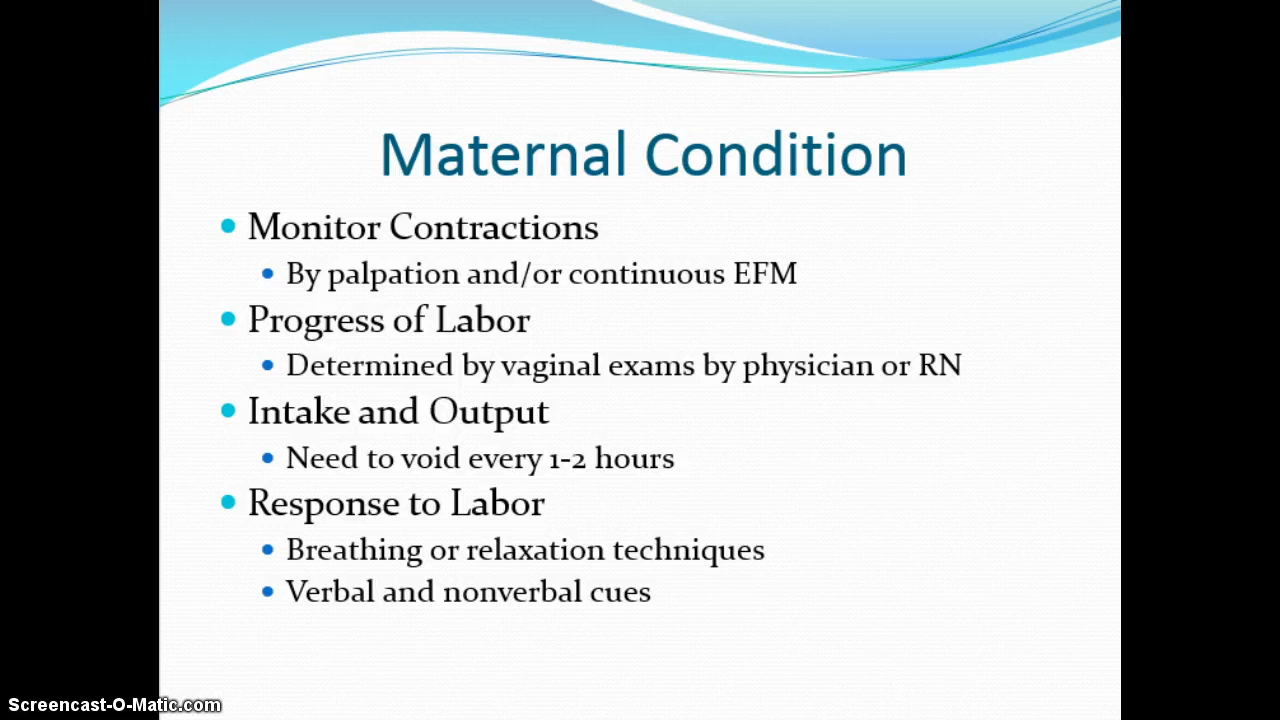 Maternal Condition
• Monitor Contractions
• By palpation and/or continuous EFM
• Progress of Labor
• Determined by vaginal exams by physician or RN
• Intake and Output
• Need to void every 1-2 hours
• Response to Labor
• Breathing or relaxation techniques
• Verbal and nonverbal cues
Screencast-O-Matic.com